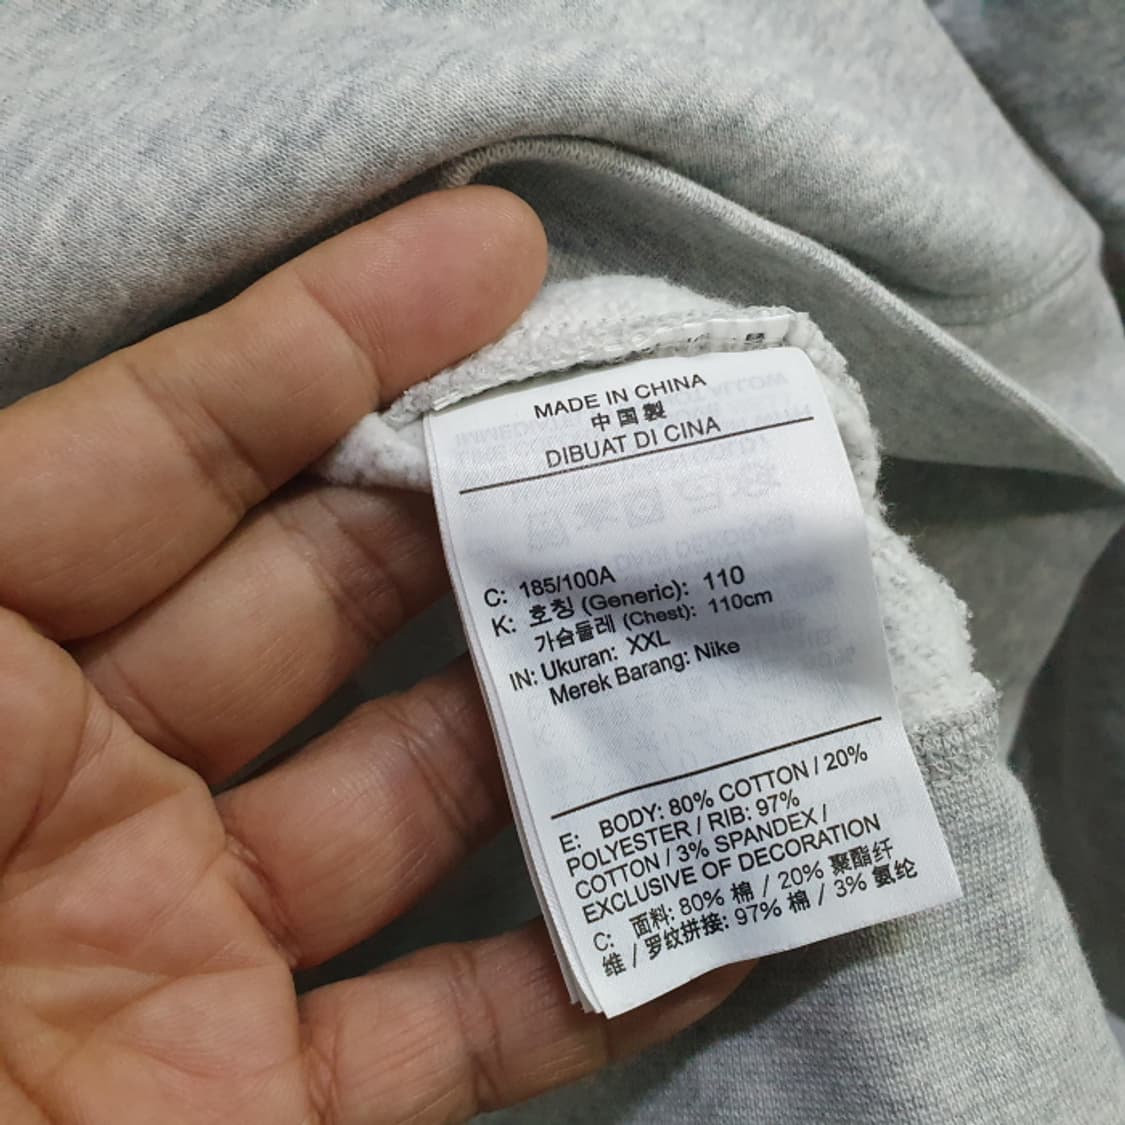 MADE IN CHINA
中国製
DIBUAT DI CINA
C: 185/100A
K: 호칭 (Generic): 110
가슴둘레 (Chest): 110cm
IN: Ukuran: XXL
Merek Barang: Nike
E: BODY: 80% COTTON / 20%
POLYESTER / RIB: 97%
COTTON / 3% SPANDEX /
EXCLUSIVE OF DECORATION
C: 面料: 80% 棉 / 20% 聚酯纤
维 / 罗纹拼接: 97% 棉 / 3% 氨纶